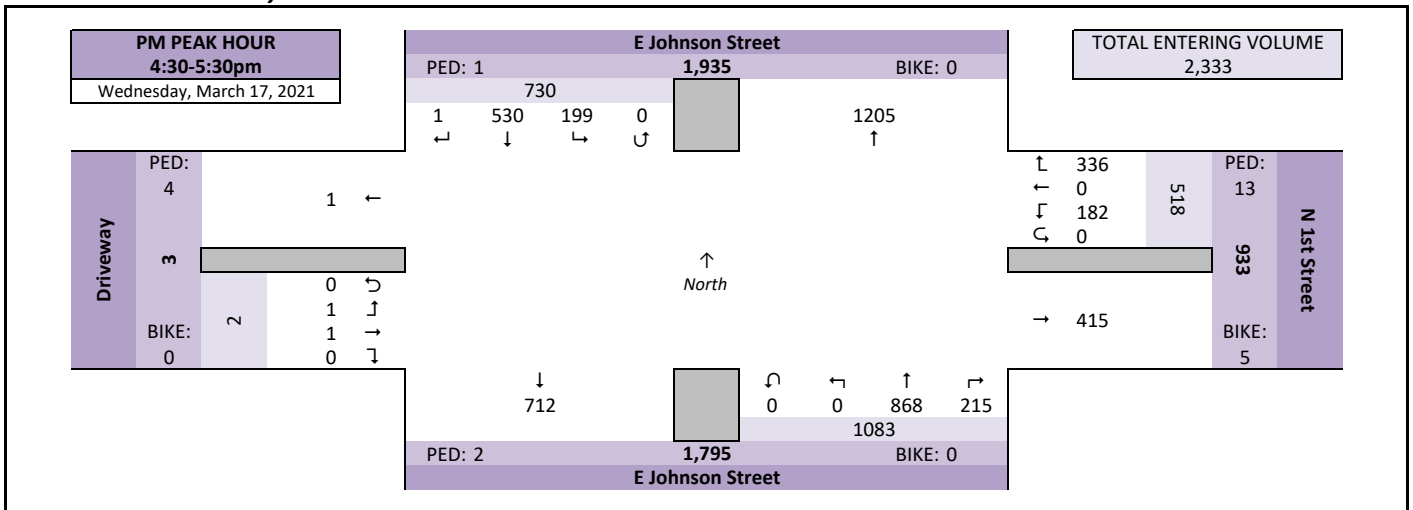 PM PEAK HOUR
4:30-5:30pm
Wednesday, March 17, 2021
E Johnson Street
PED: 1 1,935 BIKE: 0
730
1 530 199 0 1205
↵ ↓ ↳ ↺ ↑
TOTAL ENTERING VOLUME
2,333
Driveway
PED:
4
3
BIKE:
0
2
1 ←
0 ⮌
1 ↰
1 →
0 ↴
↑
North
↱ 336
← 0
↲ 182
⮎ 0
518
→ 415
PED:
13
933
BIKE:
5
N 1st Street
↓ ↶ ↰ ↑ ↱
712 0 0 868 215
1083
PED: 2 1,795 BIKE: 0
E Johnson Street